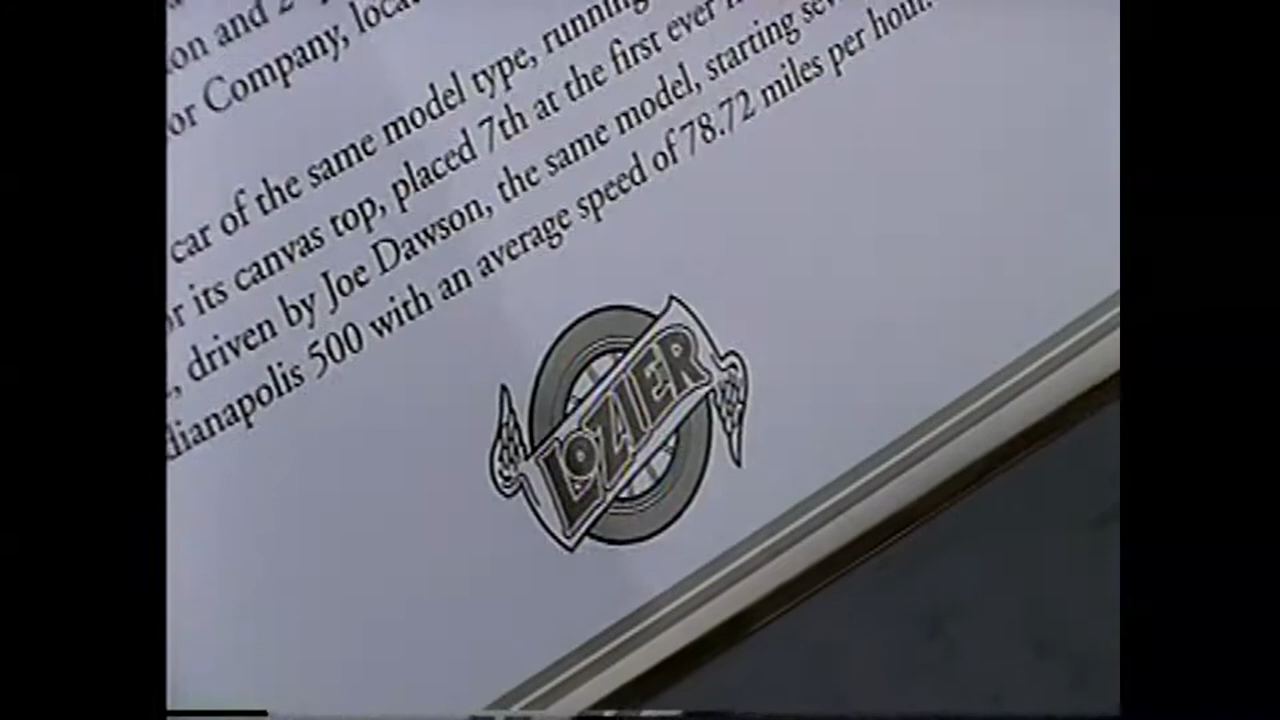 on and 2
or Company, loca
car of the same model type, running
r its canvas top, placed 7th at the first ever
, driven by Joe Dawson, the same model, starting sev
dianapolis 500 with an average speed of 78.72 miles per hour.
LOZIER